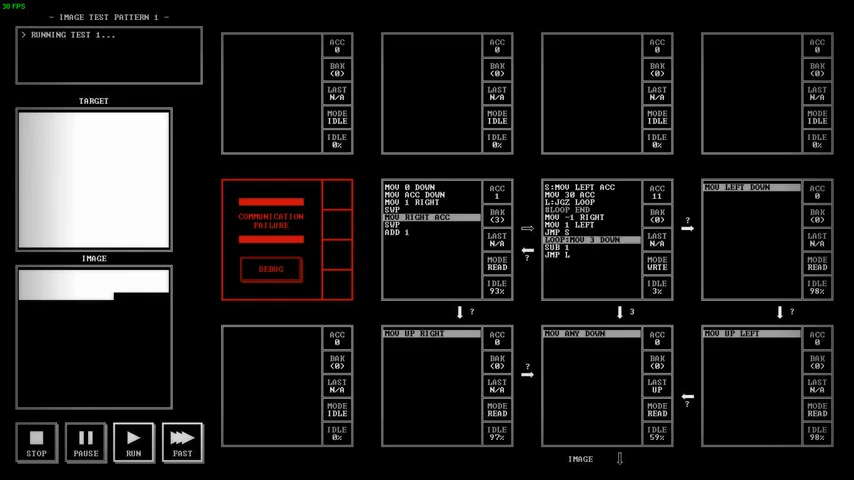 30 FPS
- IMAGE TEST PATTERN 1 -
> RUNNING TEST 1...
TARGET
IMAGE
STOP
PAUSE
RUN
FAST
ACC
0
BAK
(0)
LAST
N/A
MODE
IDLE
IDLE
0%
ACC
0
BAK
(0)
LAST
N/A
MODE
IDLE
IDLE
0%
ACC
0
BAK
(0)
LAST
N/A
MODE
IDLE
IDLE
0%
ACC
0
BAK
(0)
LAST
N/A
MODE
IDLE
IDLE
0%
COMMUNICATION
FAILURE
DEBUG
MOV 0 DOWN
MOV ACC DOWN
MOV 1 RIGHT
SWP
MOV RIGHT ACC
SWP
ADD 1
ACC
1
BAK
(3)
LAST
N/A
MODE
READ
IDLE
93%
?
S:MOV LEFT ACC
MOV 30 ACC
L:JGZ LOOP
#LOOP END
MOV -1 RIGHT
MOV 1 LEFT
JMP S
LOOP:MOV 3 DOWN
SUB 1
JMP L
ACC
11
BAK
(0)
LAST
N/A
MODE
WRITE
IDLE
3%
?
MOV LEFT DOWN
ACC
0
BAK
(0)
LAST
N/A
MODE
READ
IDLE
98%
?
3
?
ACC
0
BAK
(0)
LAST
N/A
MODE
IDLE
IDLE
0%
MOV UP RIGHT
ACC
0
BAK
(0)
LAST
N/A
MODE
READ
IDLE
97%
?
MOV ANY DOWN
ACC
0
BAK
(0)
LAST
UP
MODE
READ
IDLE
59%
?
MOV UP LEFT
ACC
0
BAK
(0)
LAST
N/A
MODE
READ
IDLE
98%
IMAGE